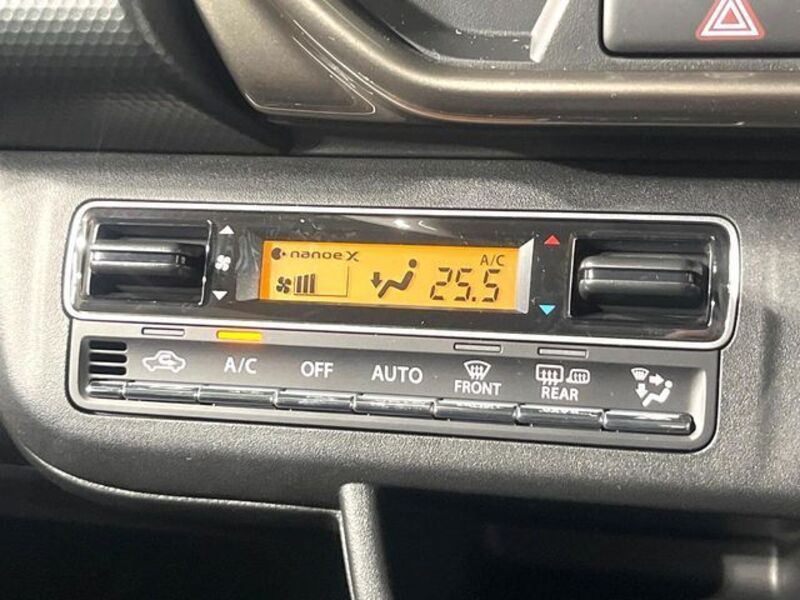 nanoe X
A/C
25.5
A/C
OFF
AUTO
FRONT
REAR